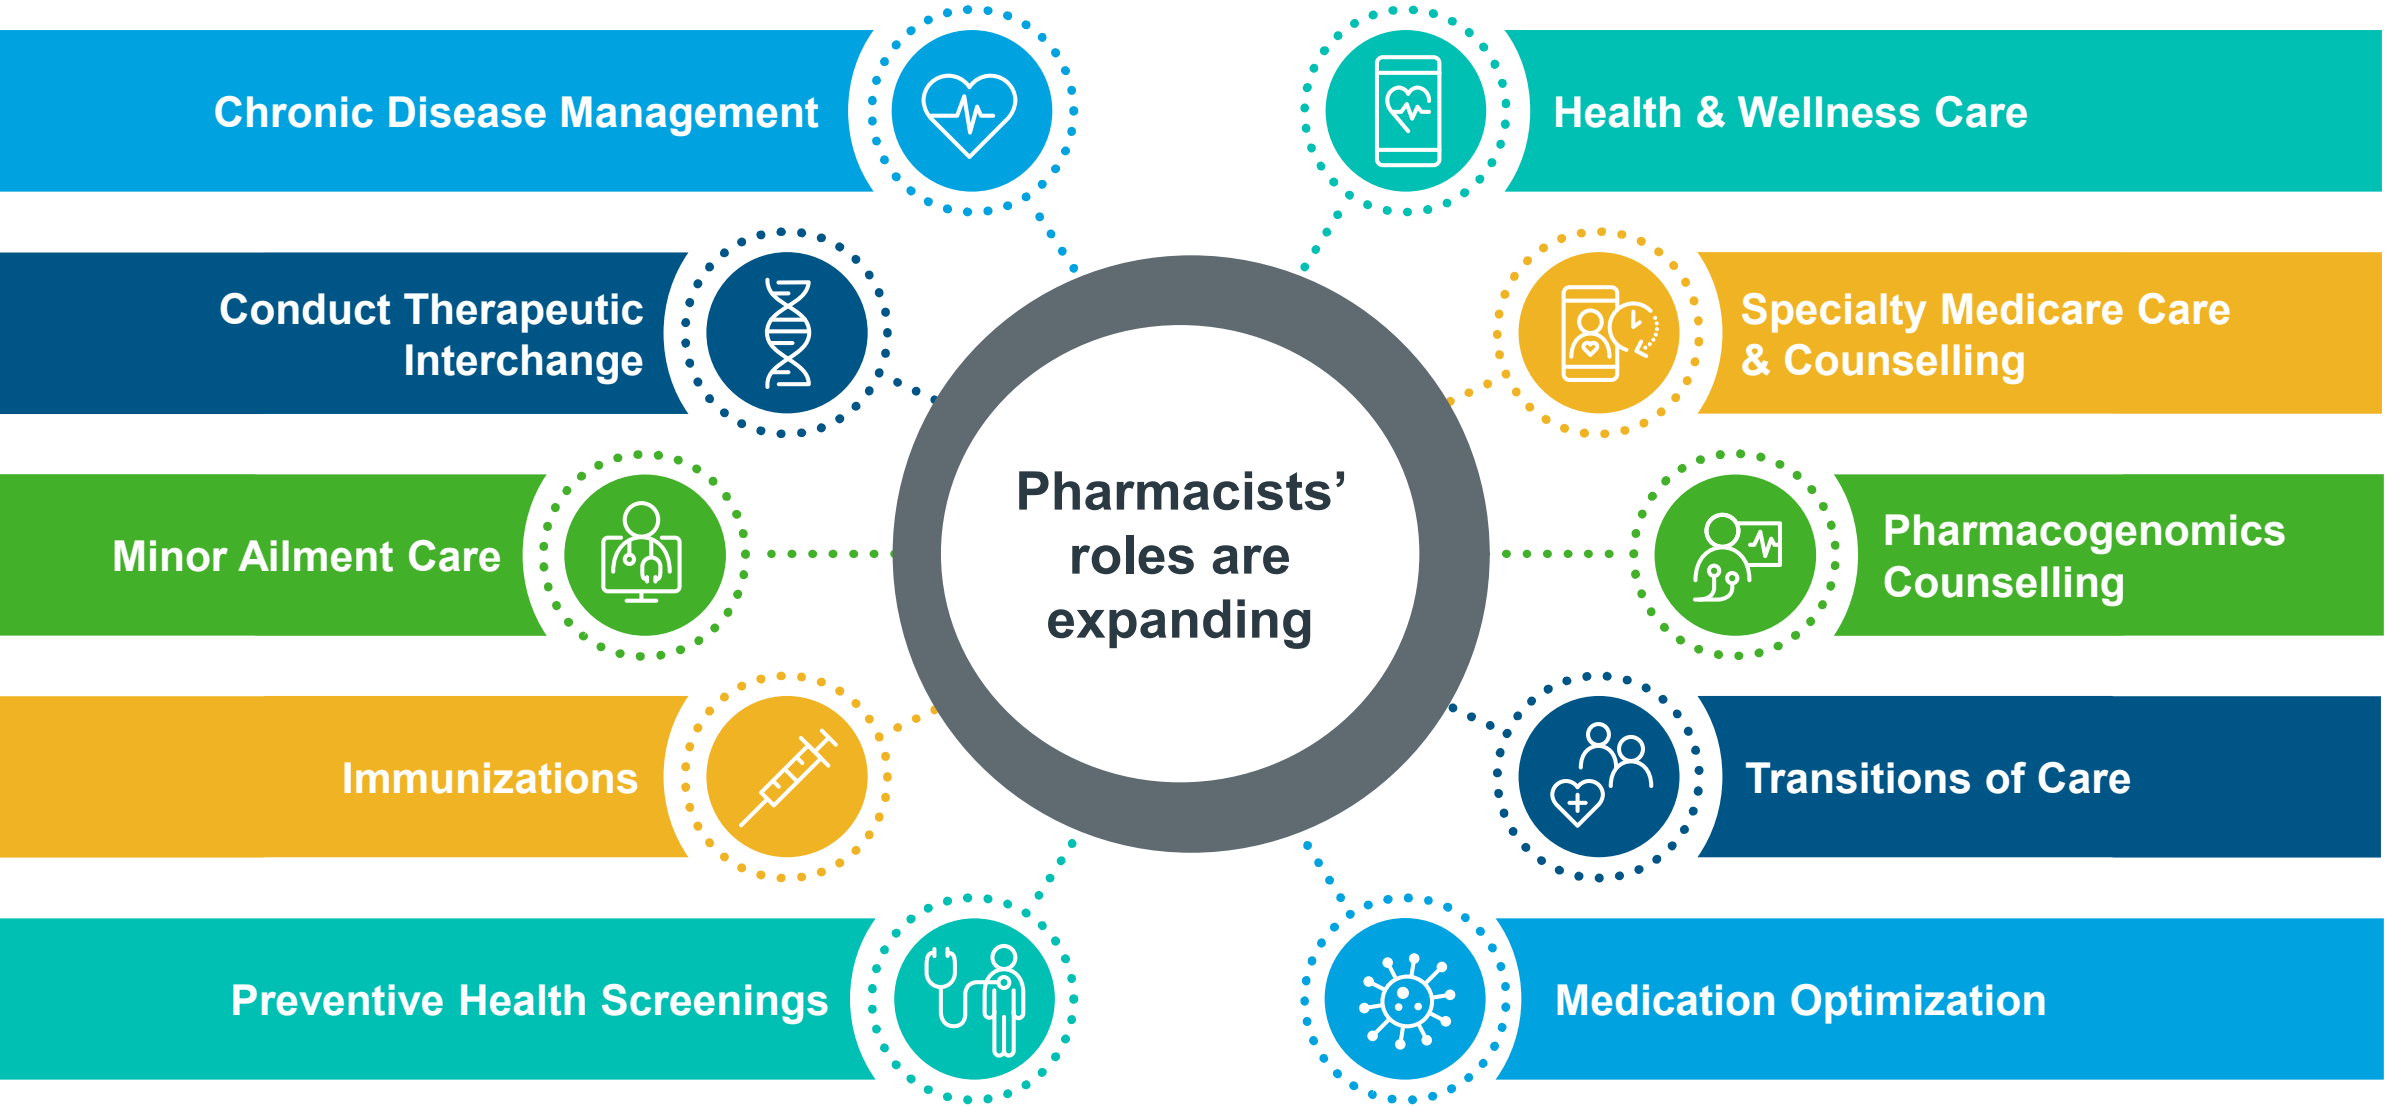 Chronic Disease Management
Conduct Therapeutic
Interchange
Minor Ailment Care
Immunizations
Preventive Health Screenings
Pharmacists’
roles are
expanding
Health & Wellness Care
Specialty Medicare Care
& Counselling
Pharmacogenomics
Counselling
Transitions of Care
Medication Optimization